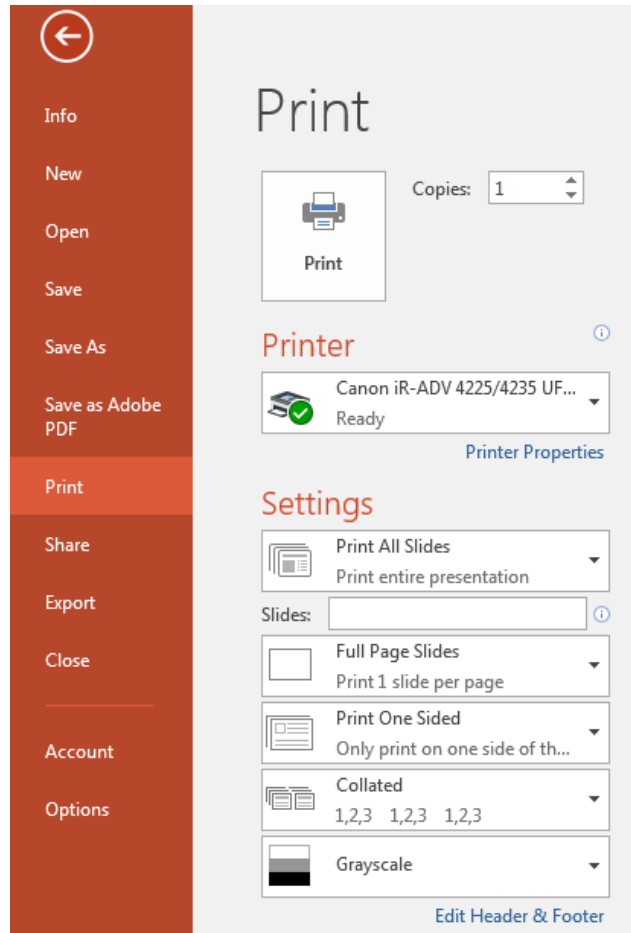 Info
New
Open
Save
Save As
Save as Adobe
PDF
Print
Share
Export
Close
Account
Options
Print
Copies: 1
Print
Printer
Canon iR-ADV 4225/4235 UF...
Ready
Printer Properties
Settings
Print All Slides
Print entire presentation
Slides:
Full Page Slides
Print 1 slide per page
Print One Sided
Only print on one side of th...
Collated
1,2,3 1,2,3 1,2,3
Grayscale
Edit Header & Footer